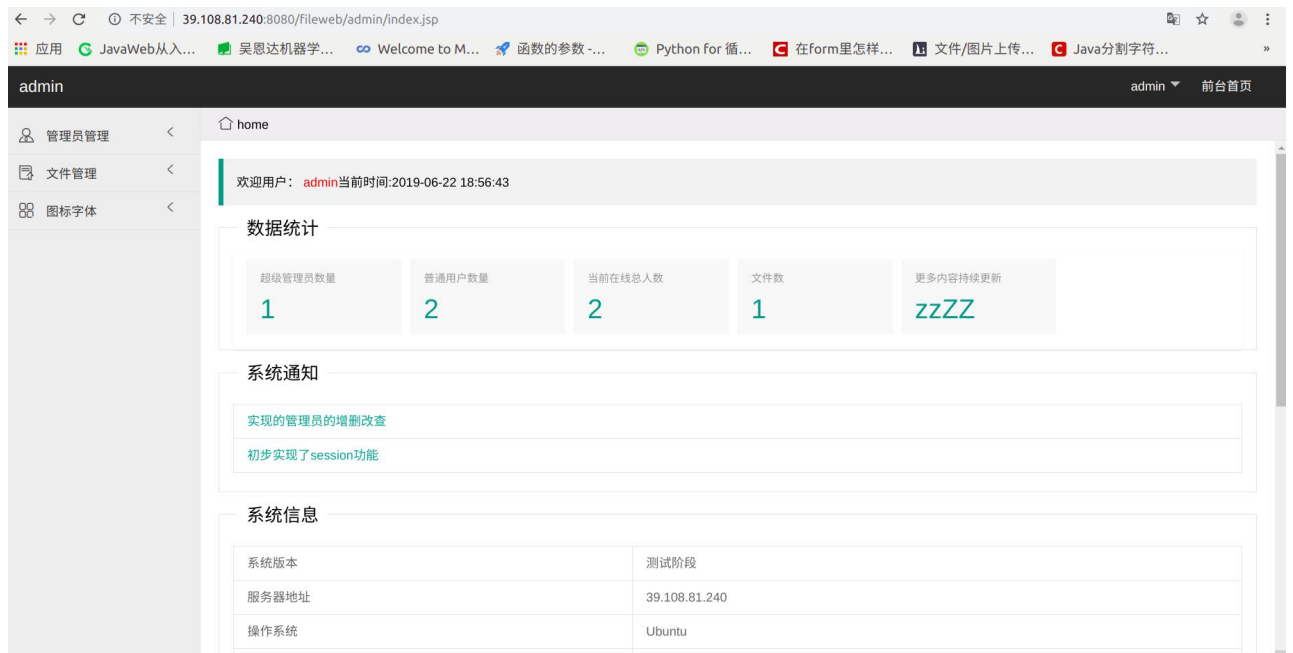 不安全 39.108.81.240:8080/fileweb/admin/index.jsp
应用 JavaWeb从入... 吴恩达机器学... Welcome to M... 函数的参数 -... Python for 循... 在Form里怎样... 文件/图片上传... Java分割字符... »
admin admin 前台首页
管理员管理
文件管理
图标字体
home
欢迎用户： admin当前时间:2019-06-22 18:56:43
数据统计
超级管理员数量 普通用户数量 当前在线总人数 文件数 更多内容持续更新
1 2 2 1 zzZZ
系统通知
实现的管理员的增删改查
初步实现了session功能
系统信息
系统版本 测试阶段
服务器地址 39.108.81.240
操作系统 Ubuntu